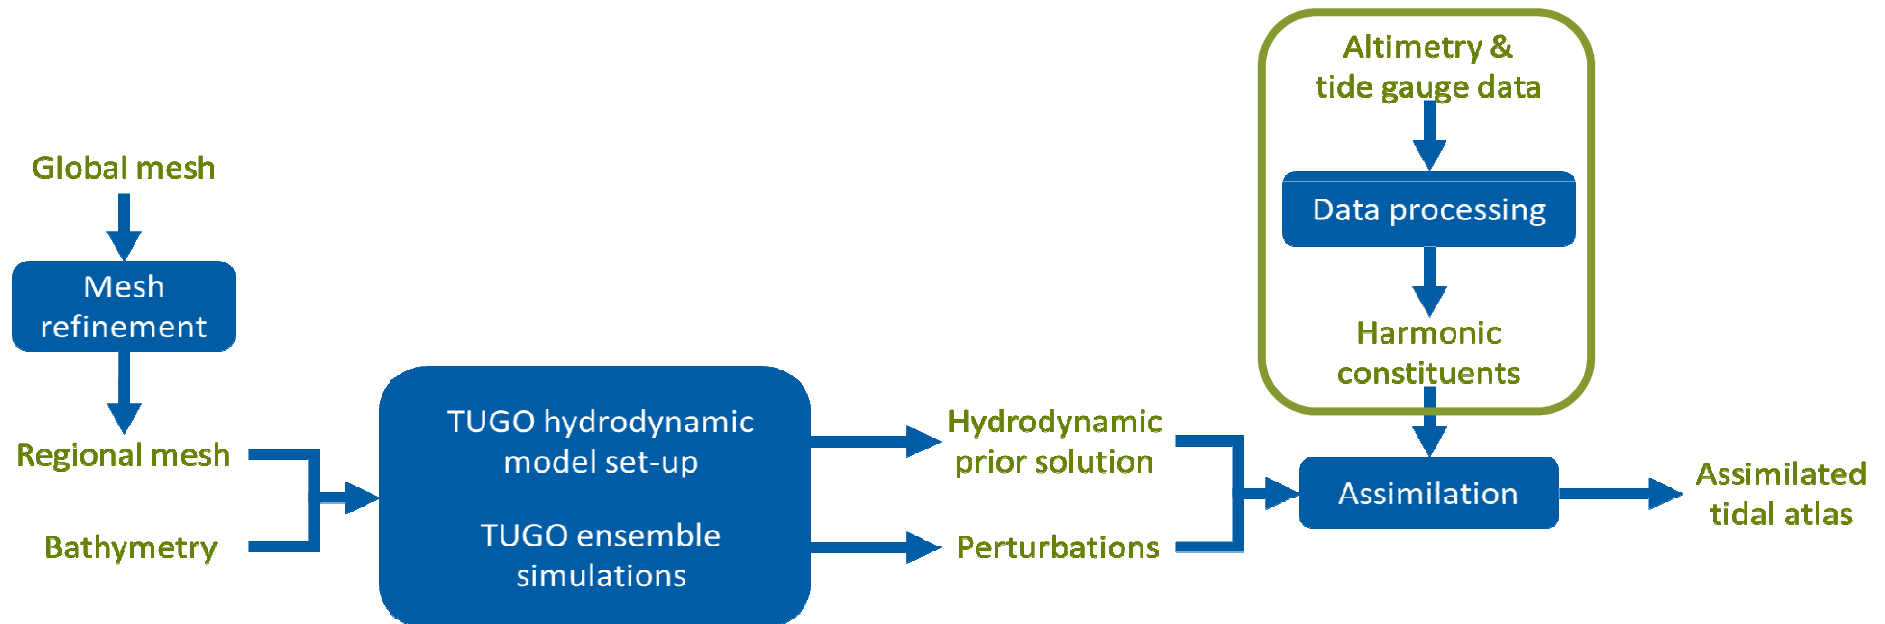 Global mesh
Mesh
refinement
Regional mesh
Bathymetry
TUGO hydrodynamic
model set-up
TUGO ensemble
simulations
Hydrodynamic
prior solution
Perturbations
Altimetry &
tide gauge data
Data processing
Harmonic
constituents
Assimilation
Assimilated
tidal atlas